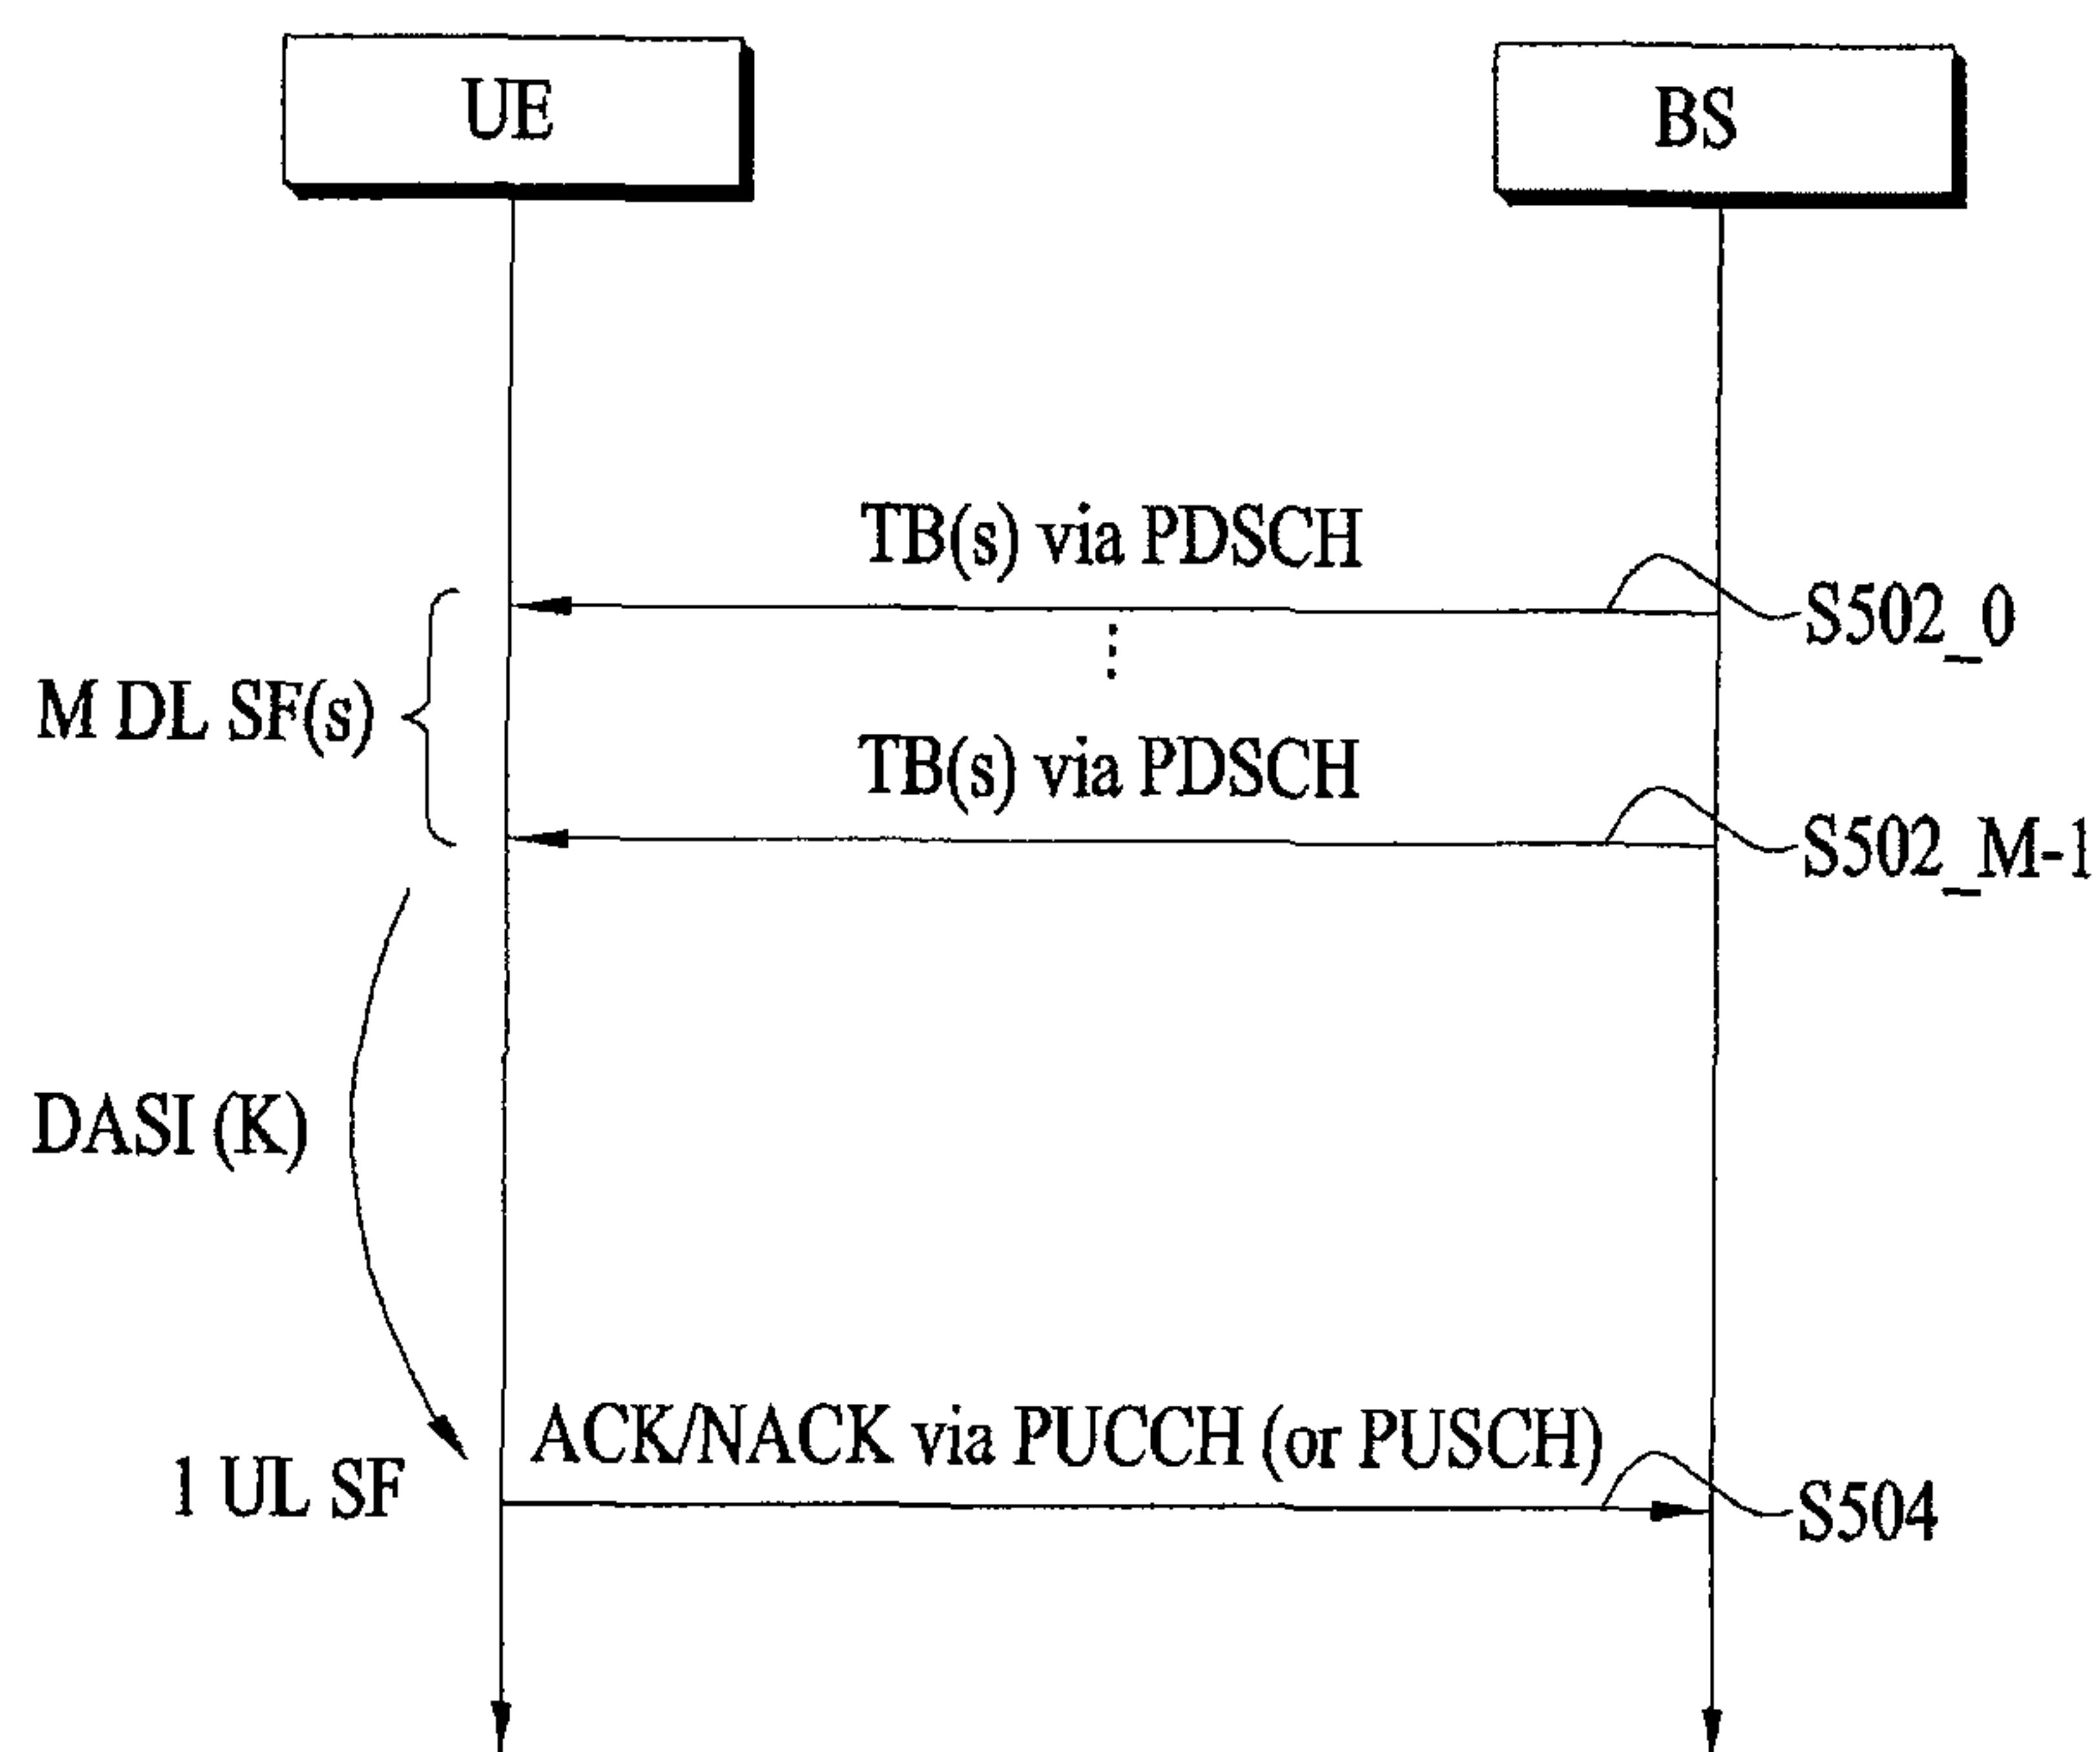 UE
BS
TB(s) via PDSCH
S502_0
M DL SF(s)
TB(s) via PDSCH
S502_M-1
DASI (K)
ACK/NACK via PUCCH (or PUSCH)
1 UL SF
S504